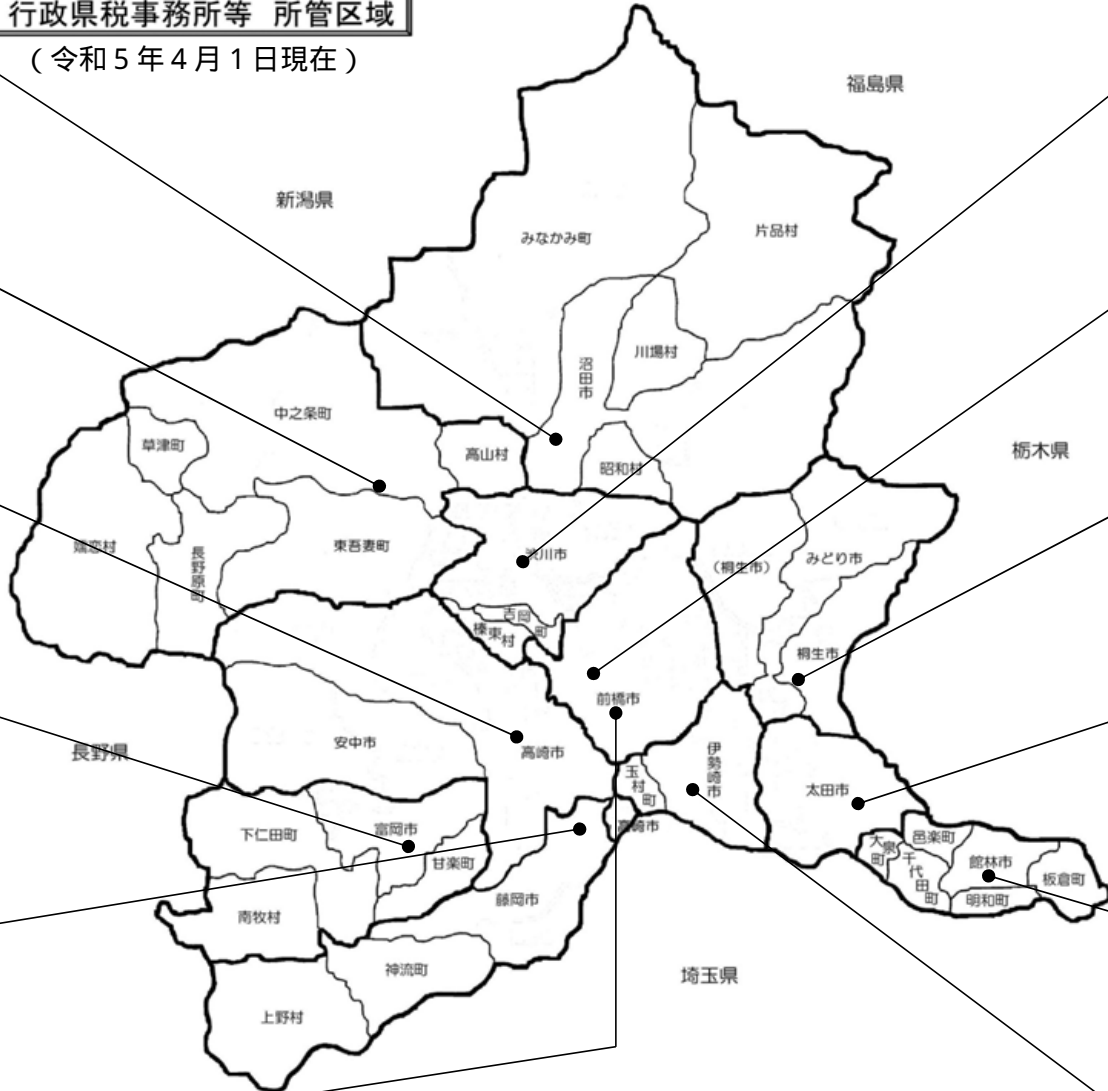 行政県税事務所等 所管区域
（令和５年４月１日現在）
福島県
新潟県
みなかみ町
片品村
沼田市
川場村
中之条町
草津町
高山村
昭和村
栃木県
嬬恋村
長野原町
東吾妻町
渋川市
（桐生市）
みどり市
吉岡町
榛東村
桐生市
前橋市
長野県
安中市
高崎市
伊勢崎市
玉村町
太田市
下仁田町
富岡市
甘楽町
高崎市
大泉町
邑楽町
千代田町
館林市
板倉町
明和町
南牧村
藤岡市
神流町
埼玉県
上野村